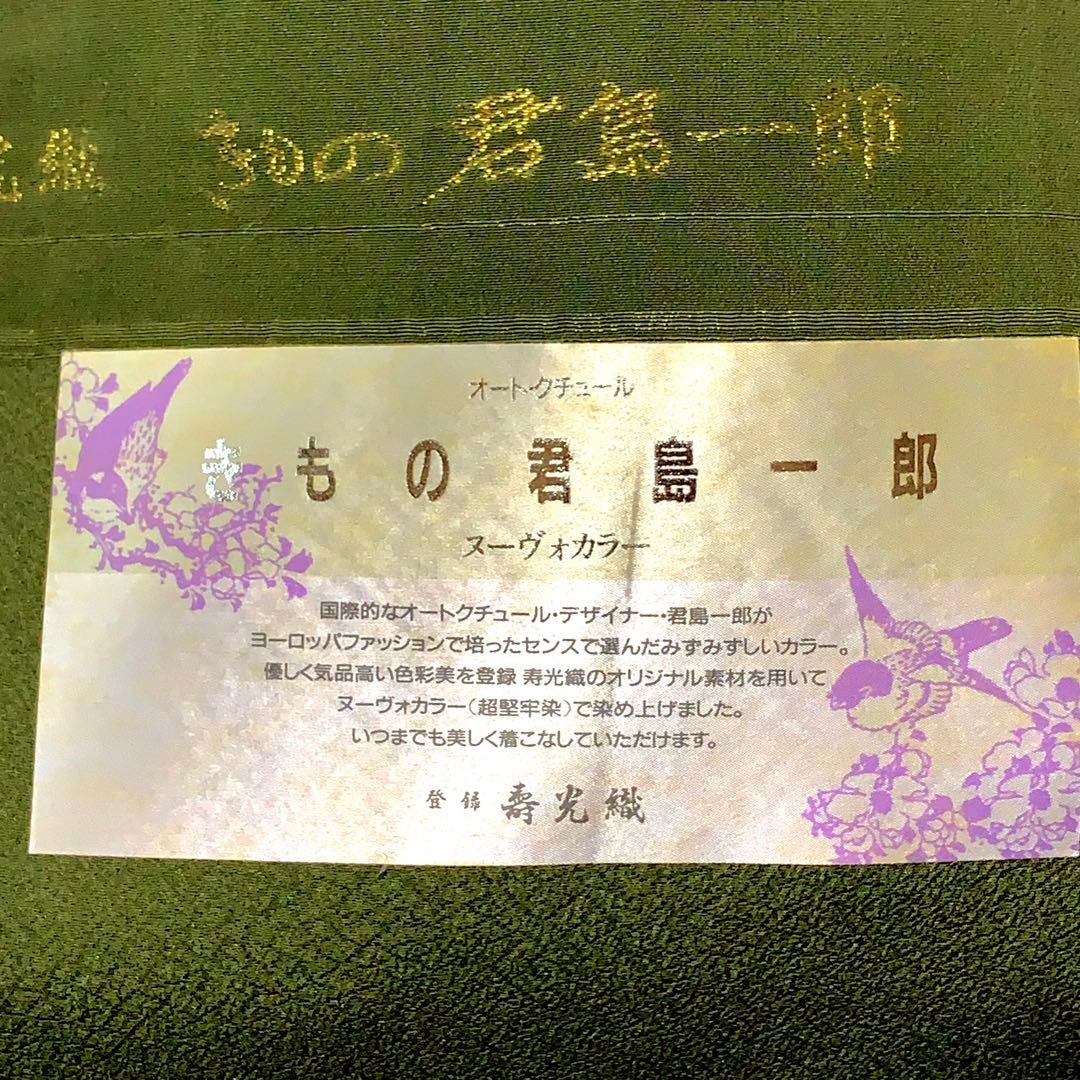 織 きもの 君島一郎
オート・クチュール
きもの君島一郎
ヌーヴォカラー
国際的なオートクチュール・デザイナー・君島一郎が
ヨーロッパファッションで培ったセンスで選んだみずみずしいカラー。
優しく気品高い色彩美を登録 寿光織のオリジナル素材を用いて
ヌーヴォカラー（超堅牢染）で染め上げました。
いつまでも美しく着こなしていただけます。
登録 壽光織